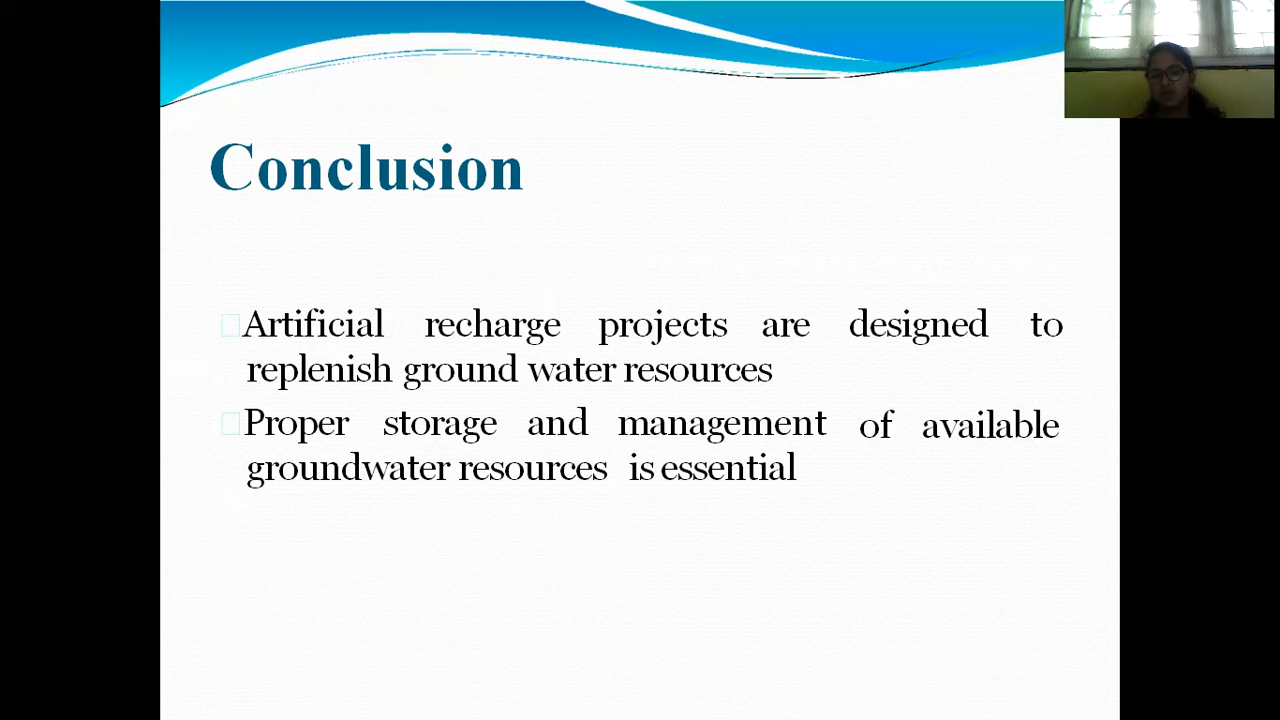 Conclusion
Artificial recharge projects are designed to
replenish ground water resources
Proper storage and management of available
groundwater resources is essential